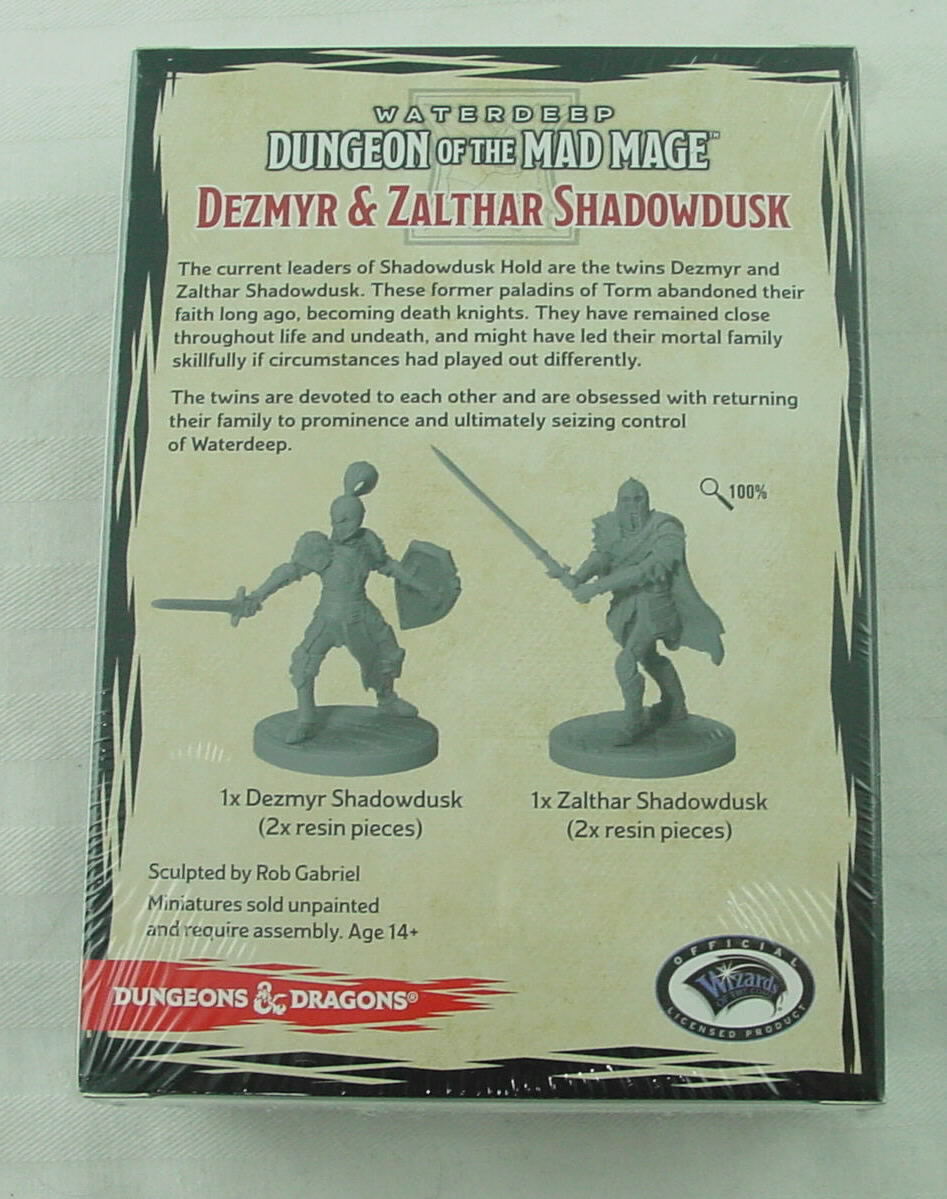 WATERDEEP
DUNGEON OF THE MAD MAGE™
DEZMYR & ZALTHAR SHADOWDUSK
The current leaders of Shadowdusk Hold are the twins Dezmyr and
Zalthar Shadowdusk. These former paladins of Torm abandoned their
faith long ago, becoming death knights. They have remained close
throughout life and undeath, and might have led their mortal family
skillfully if circumstances had played out differently.
The twins are devoted to each other and are obsessed with returning
their family to prominence and ultimately seizing control
of Waterdeep.
100%
1x Dezmyr Shadowdusk
(2x resin pieces)
1x Zalthar Shadowdusk
(2x resin pieces)
Sculpted by Rob Gabriel
Miniatures sold unpainted
and require assembly. Age 14+
DUNGEONS & DRAGONS®
OFFICIAL
Wizards
OF THE COAST
LICENSED PRODUCT